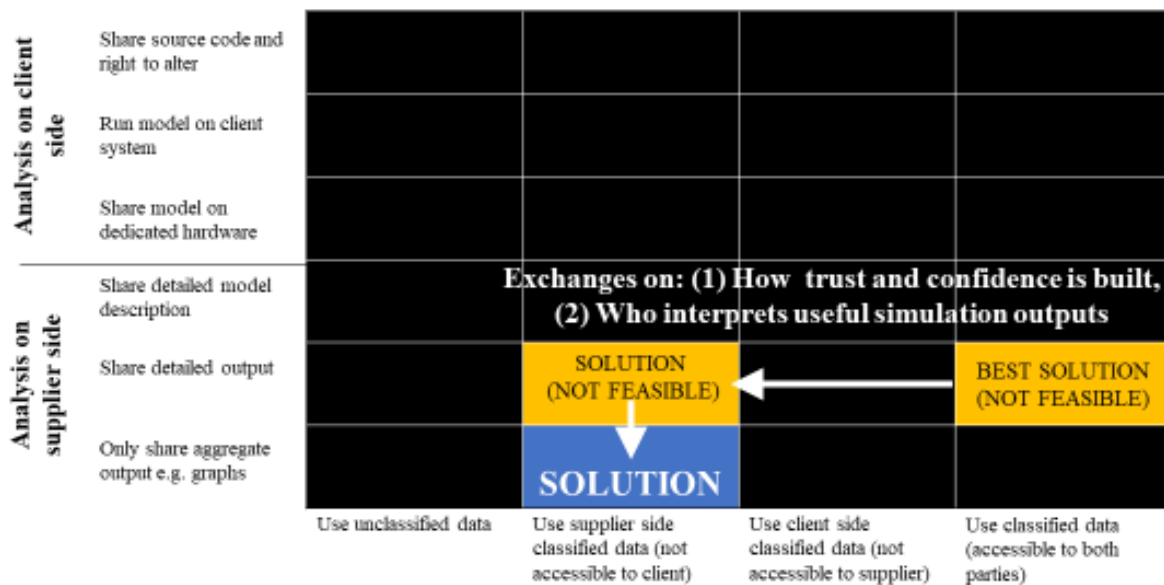 Analysis on client
side
Share source code and
right to alter
Run model on client
system
Share model on
dedicated hardware
Analysis on
supplier side
Share detailed model
description
Exchanges on: (1) How trust and confidence is built,
(2) Who interprets useful simulation outputs
Share detailed output
SOLUTION
(NOT FEASIBLE)
BEST SOLUTION
(NOT FEASIBLE)
Only share aggregate
output e.g. graphs
SOLUTION
Use unclassified data
Use supplier side
classified data (not
accessible to client)
Use client side
classified data (not
accessible to supplier)
Use classified data
(accessible to both
parties)